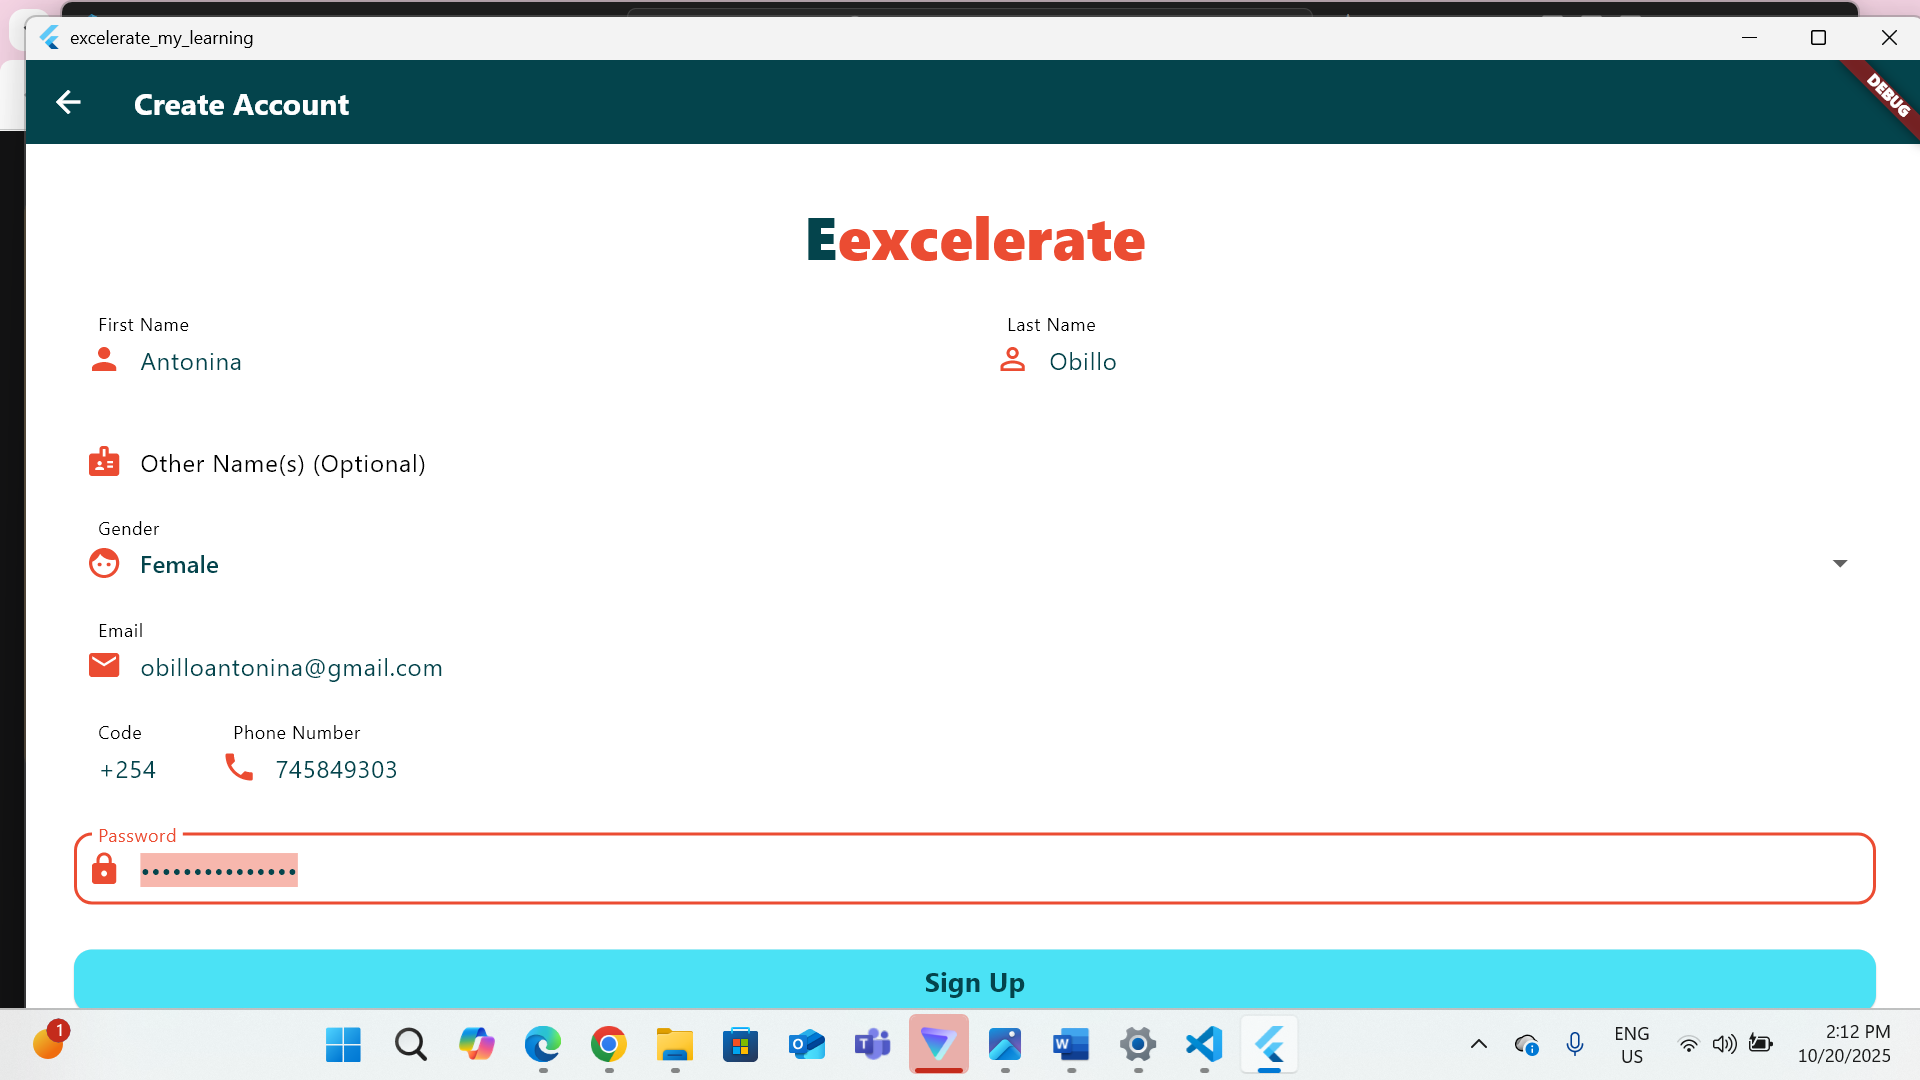 excelerate_my_learning
Create Account
DEBUG
Eexcelerate
First Name
Last Name
Antonina
Obillo
Other Name(s) (Optional)
Gender
Female
Email
obilloantonina@gmail.com
Code
Phone Number
+254
745849303
Password
•••••••••••••••
Sign Up
1
ENG
US
2:12 PM
10/20/2025